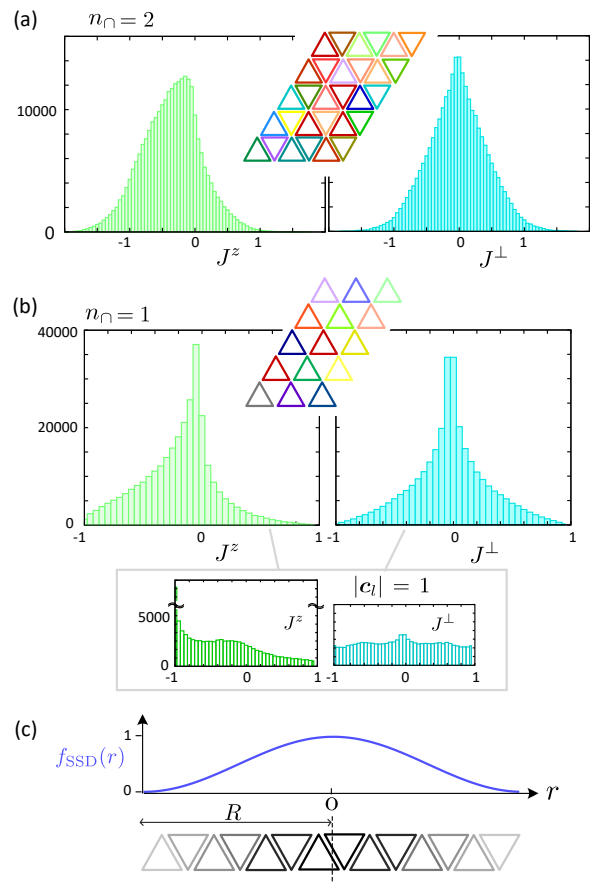 (a) n∩ = 2
10000
0
-1 0 1 -1 0 1
J^z J^⊥
(b) n∩ = 1
40000
20000
0
-1 0 1 -1 0 1
J^z J^⊥
|c_l| = 1
5000
0
J^z J^⊥
-1 0 1 -1 0 1
(c)
1
f_SSD(r)
0
O r
R